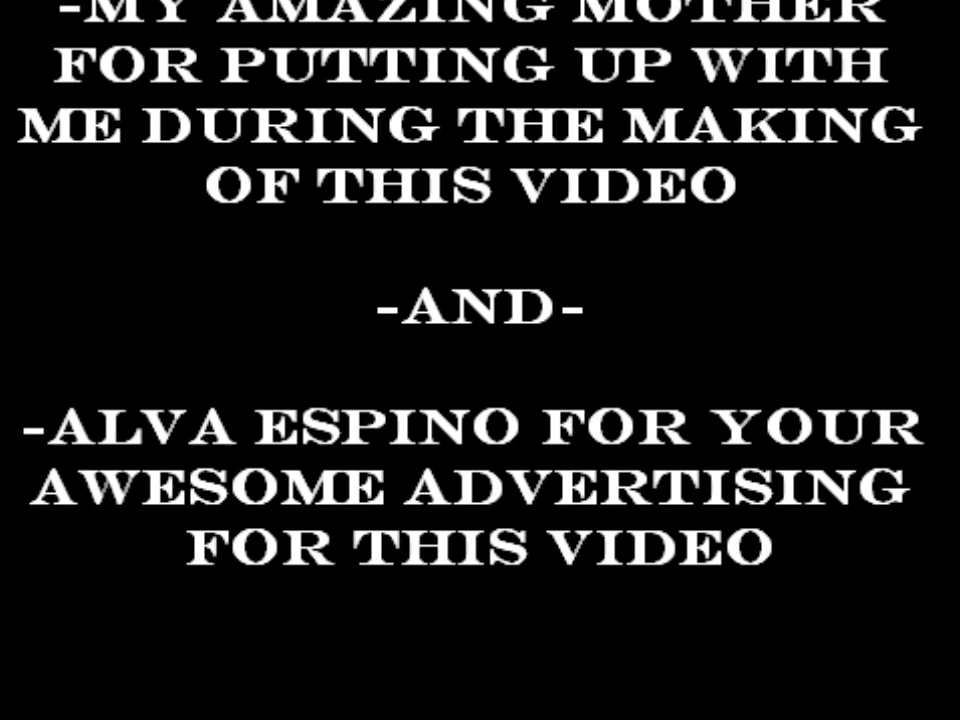 -MY AMAZING MOTHER
FOR PUTTING UP WITH
ME DURING THE MAKING
OF THIS VIDEO
-AND-
-ALVA ESPINO FOR YOUR
AWESOME ADVERTISING
FOR THIS VIDEO